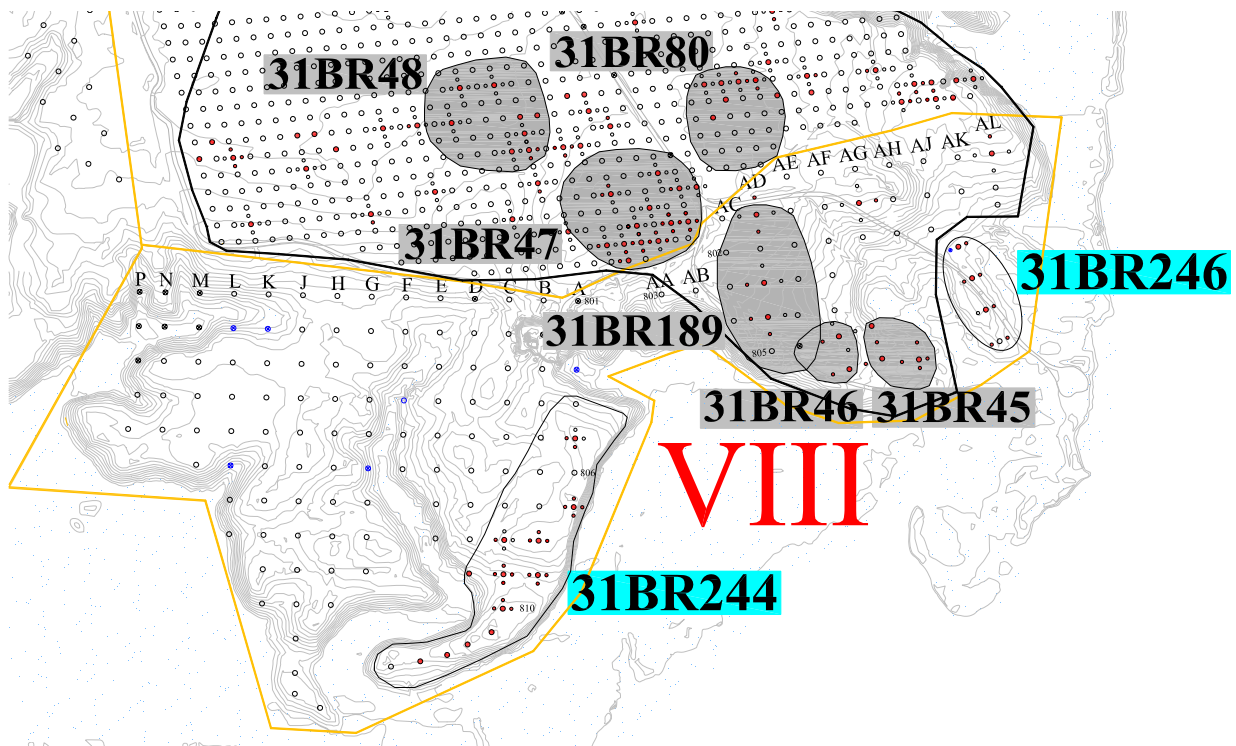 31BR80
31BR48
AL
AE AF AG AH AJ AK
AD
AC
31BR47
802
31BR246
P N M L K J H G F E D C B A AA AB
801
803
31BR189
805
31BR46 31BR45
VIII
806
31BR244
810